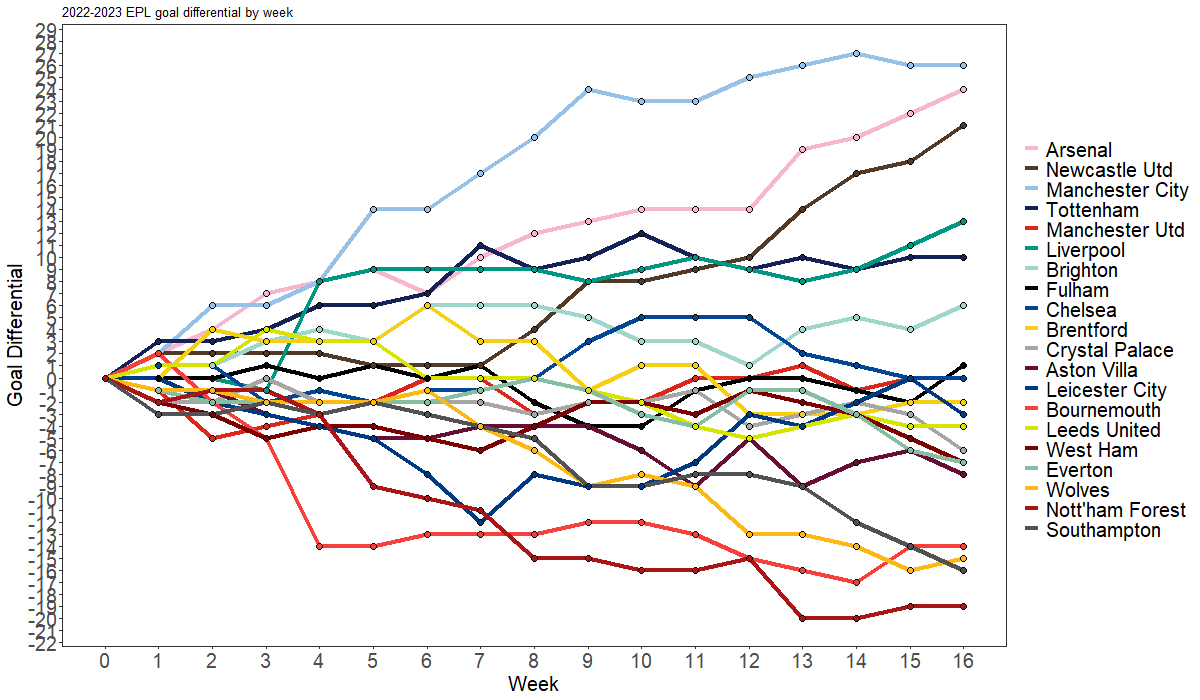 2022-2023 EPL goal differential by week
Goal Differential
29
28
27
26
25
24
23
22
21
20
19
18
17
16
15
14
13
12
11
10
9
8
7
6
5
4
3
2
1
0
-1
-2
-3
-4
-5
-6
-7
-8
-9
-10
-11
-12
-13
-14
-15
-16
-17
-18
-19
-20
-21
-22
0 1 2 3 4 5 6 7 8 9 10 11 12 13 14 15 16
Week
Arsenal
Newcastle Utd
Manchester City
Tottenham
Manchester Utd
Liverpool
Brighton
Fulham
Chelsea
Brentford
Crystal Palace
Aston Villa
Leicester City
Bournemouth
Leeds United
West Ham
Everton
Wolves
Nott'ham Forest
Southampton